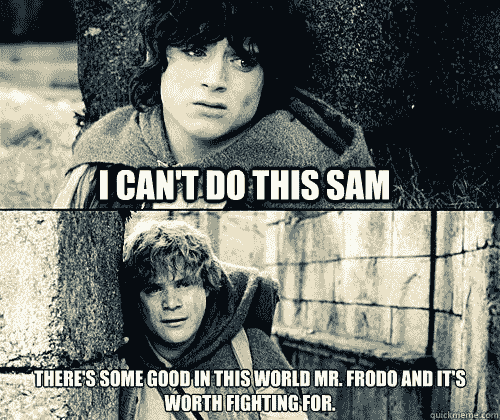 I CAN'T DO THIS SAM
THERE'S SOME GOOD IN THIS WORLD MR. FRODO AND IT'S
WORTH FIGHTING FOR.
quickmeme.com